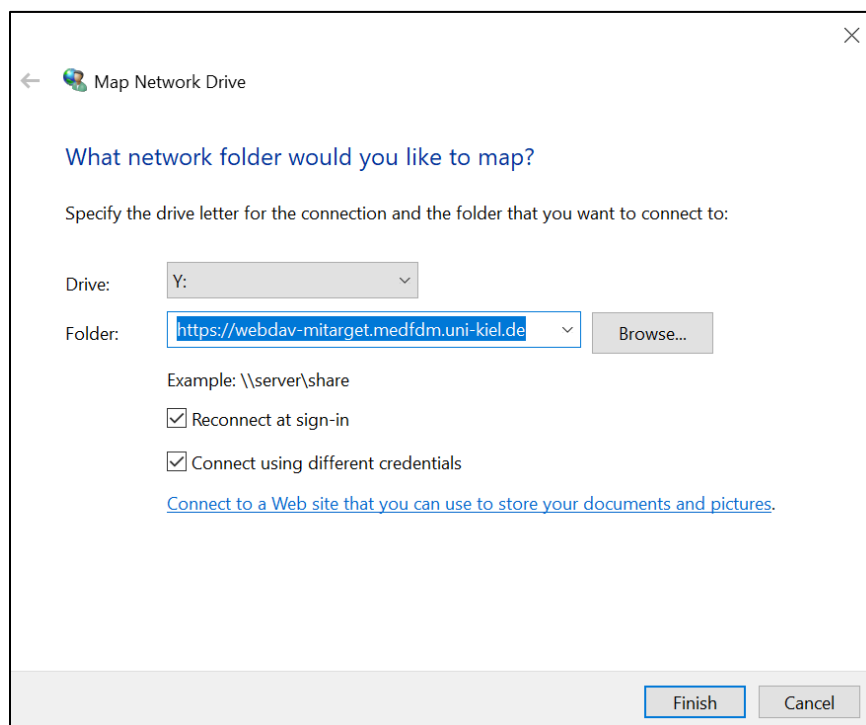 Map Network Drive
What network folder would you like to map?
Specify the drive letter for the connection and the folder that you want to connect to:
Drive: Y:
Folder: https://webdav-mitarget.medfdm.uni-kiel.de Browse...
Example: \\server\share
Reconnect at sign-in
Connect using different credentials
Connect to a Web site that you can use to store your documents and pictures.
Finish Cancel